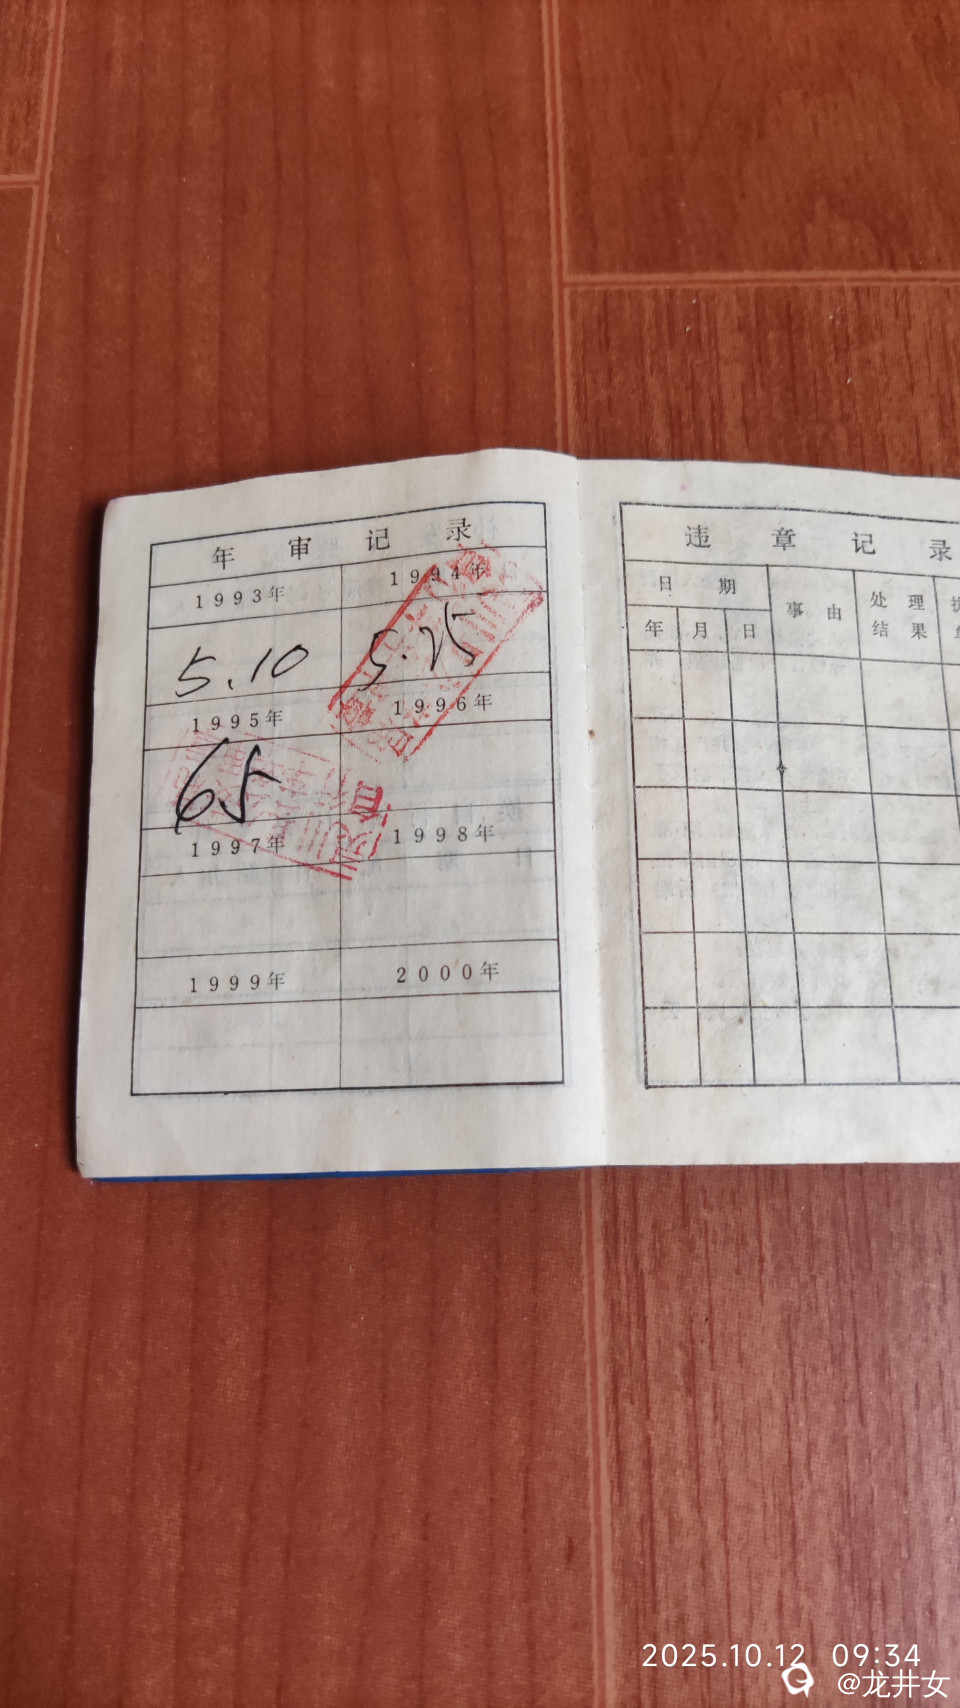 年审记录
1993年 1994年
5.10 5.25
1995年 1996年
65
1997年 1998年
1999年 2000年
违章记录
日期 事由 处理结果
年 月 日
2025.10.12 09:34
@龙井女